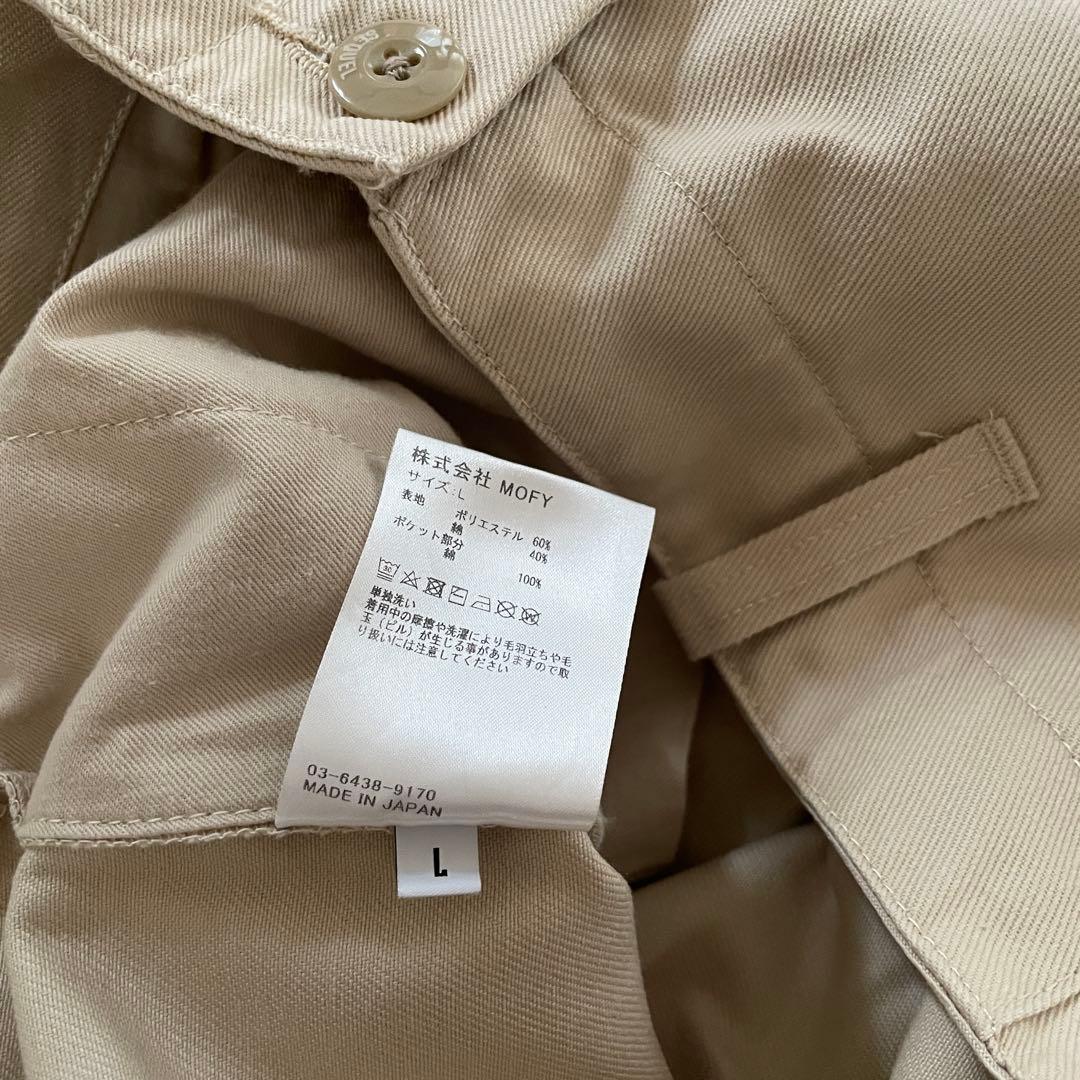 SEQUEL
株式会社 MOFY
サイズ:L
表地 ポリエステル 60%
綿 40%
ポケット部分
綿 100%
30
単独洗い
着用中の摩擦や洗濯により毛羽立ちや毛
玉（ピル）が生じる事がありますので取
り扱いには注意してください
03-6438-9170
MADE IN JAPAN
L